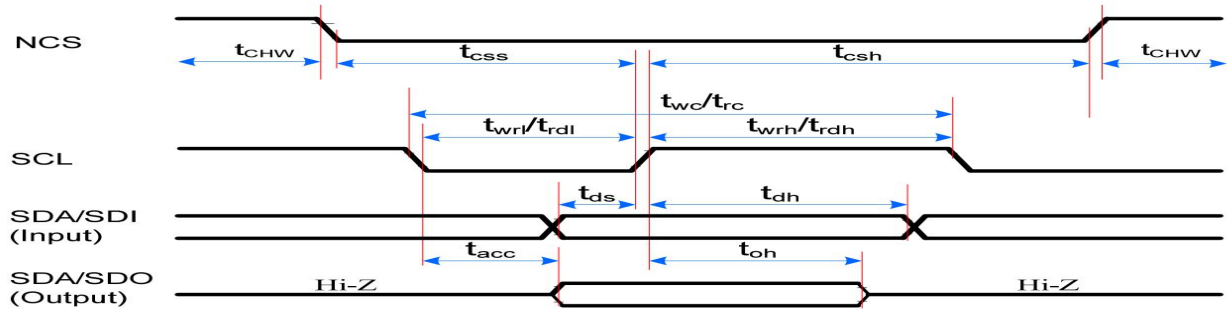 NCS
tCHW
tcss
tcsh
tCHW
twc/trc
twrl/trdl
twrh/trdh
SCL
tds
tdh
SDA/SDI
(Input)
tacc
toh
SDA/SDO
(Output)
Hi-Z
Hi-Z